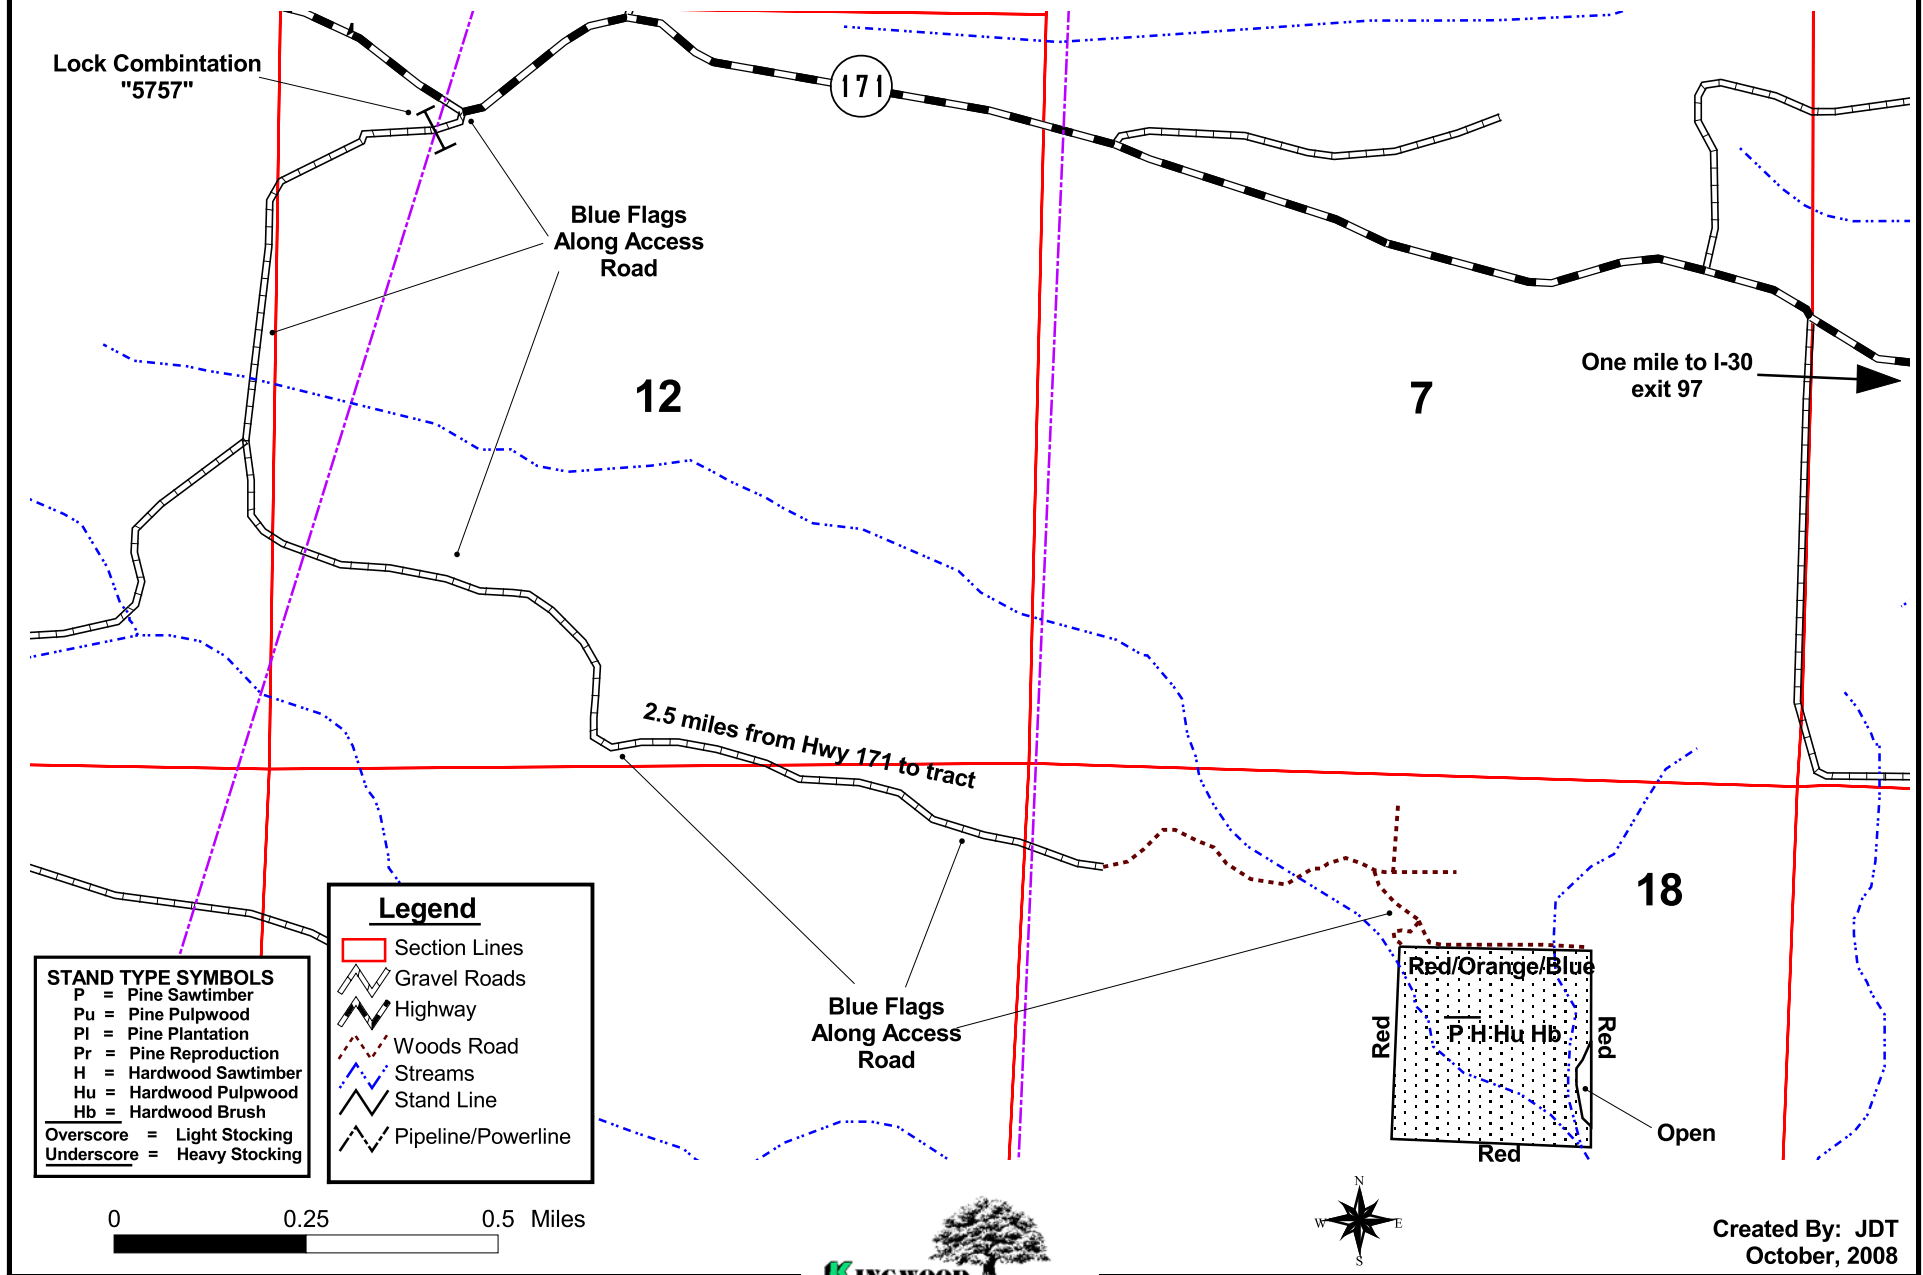 Lock Combintation
"5757"
171
Blue Flags
Along Access
Road
12
7
One mile to I-30
exit 97
2.5 miles from Hwy 171 to tract
18
Legend
Section Lines
Gravel Roads
Highway
Woods Road
Streams
Stand Line
Pipeline/Powerline
STAND TYPE SYMBOLS
P = Pine Sawtimber
Pu = Pine Pulpwood
Pl = Pine Plantation
Pr = Pine Reproduction
H = Hardwood Sawtimber
Hu = Hardwood Pulpwood
Hb = Hardwood Brush
Overscore = Light Stocking
Underscore = Heavy Stocking
Blue Flags
Along Access
Road
Red/Orange/Blue
Red
P H Hu Hb
Red
Open
Red
0 0.25 0.5 Miles
N
W E
S
KINGWOOD
Created By: JDT
October, 2008